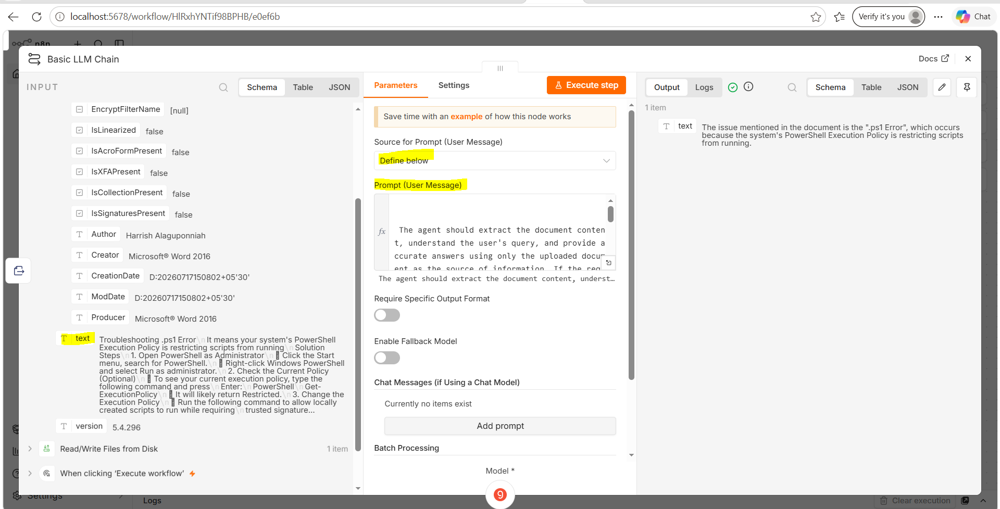 localhost:5678/workflow/HlRxhYNTif98BPHB/e0ef6b
Verify it's you
Chat
n8n
Basic LLM Chain
Docs
INPUT
Schema
Table
JSON
EncryptFilterName
[null]
IsLinearized
false
IsAcroFormPresent
false
IsXFAPresent
false
IsCollectionPresent
false
IsSignaturesPresent
false
Author
Harrish Alaguponniah
Creator
Microsoft® Word 2016
CreationDate
D:20260717150802+05'30'
ModDate
D:20260717150802+05'30'
Producer
Microsoft® Word 2016
text
Troubleshooting .ps1 Error\nIt means your system's PowerShell
Execution Policy is restricting scripts from running\nSolution
Steps\n1. Open PowerShell as Administrator\n Click the Start
menu, search for PowerShell.\n Right-click Windows PowerShell
and select Run as administrator.\n2. Check the Current Policy
(Optional)\n To see your current execution policy, type the
following command and press\nEnter:\nPowerShell\nGet-
ExecutionPolicy\n It will likely return Restricted.\n3. Change the
Execution Policy\n Run the following command to allow locally
created scripts to run while requiring\ntrusted signature...
version
5.4.296
Read/Write Files from Disk
1 item
When clicking ‘Execute workflow’
Settings
Logs
Parameters
Settings
Execute step
Save time with an example of how this node works
Source for Prompt (User Message)
Define below
Prompt (User Message)
fx
The agent should extract the document conten
t, understand the user's query, and provide a
ccurate answers using only the uploaded docum
ent as the source of information. If the req
The agent should extract the document content, underst…
Require Specific Output Format
Enable Fallback Model
Chat Messages (if Using a Chat Model)
Currently no items exist
Add prompt
Batch Processing
Model *
9
Output
Logs
Schema
Table
JSON
1 item
text
The issue mentioned in the document is the ".ps1 Error", which occurs
because the system's PowerShell Execution Policy is restricting scripts
from running.
Clear execution